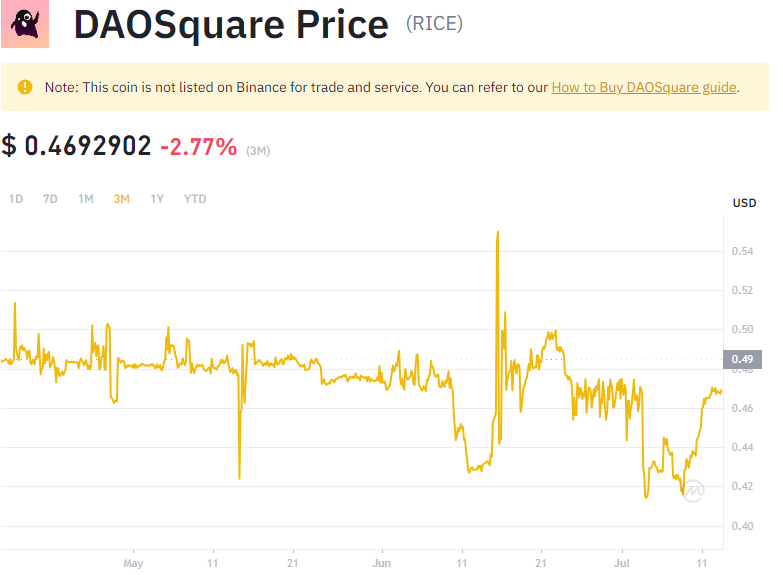 DAOSquare Price (RICE)
Note: This coin is not listed on Binance for trade and service. You can refer to our How to Buy DAOSquare guide.
$ 0.4692902 -2.77% (3M)
1D 7D 1M 3M 1Y YTD
USD
0.54
0.52
0.50
0.49
0.48
0.46
0.44
0.42
0.40
May 11 21 Jun 11 21 Jul 11